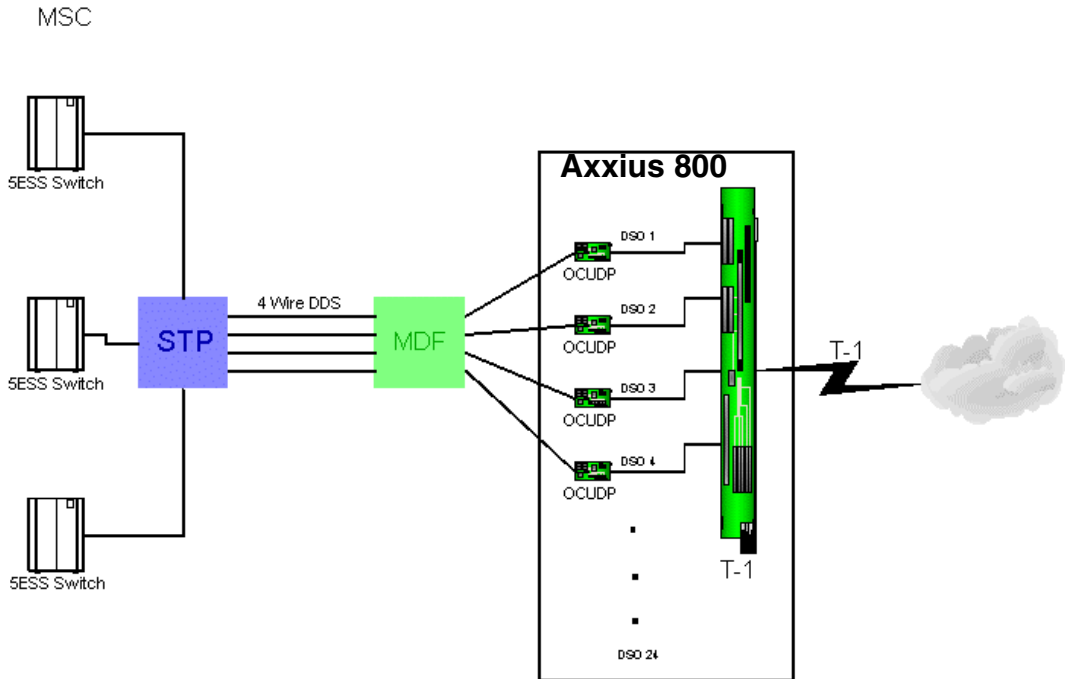 MSC
5ESS Switch
5ESS Switch
5ESS Switch
STP
4 Wire DDS
MDF
Axxius 800
DSO 1
OCUDP
DSO 2
OCUDP
DSO 3
OCUDP
DSO 4
OCUDP
DSO 24
T-1
T-1